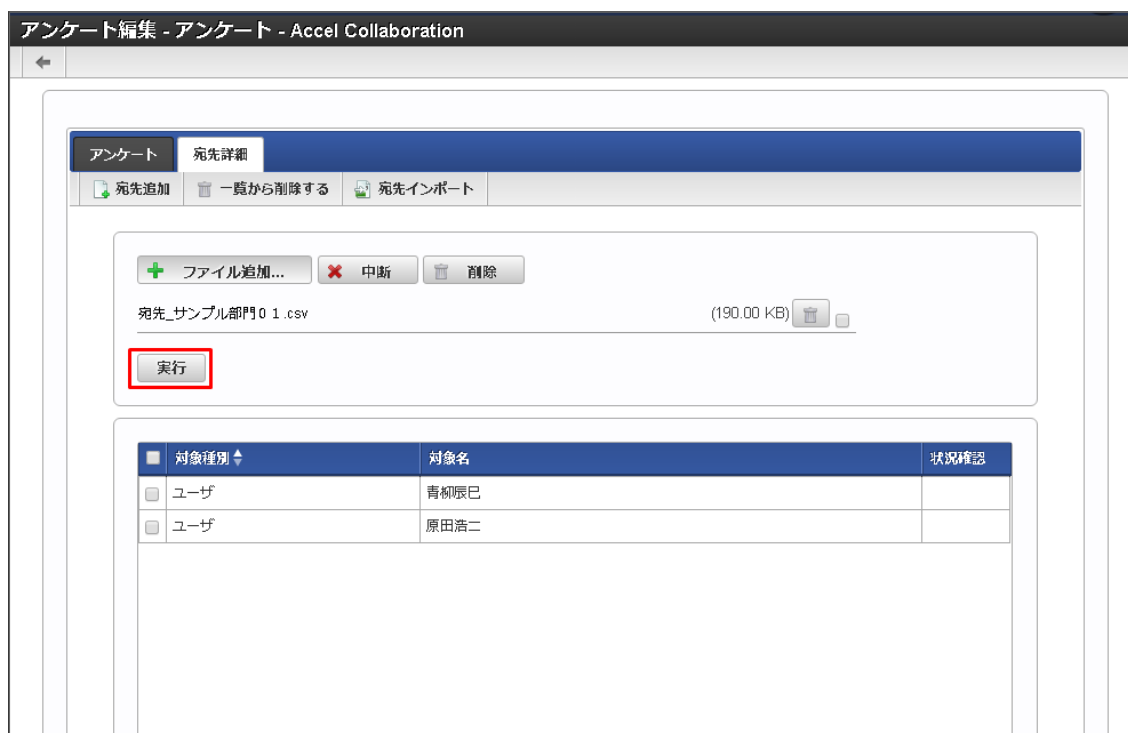 アンケート編集 - アンケート - Accel Collaboration
アンケート 宛先詳細
宛先追加 一覧から削除する 宛先インポート
ファイル追加... 中断 削除
宛先_サンプル部門０１.csv (190.00 KB)
実行
対象種別 対象名 状況確認
ユーザ 青柳辰巳
ユーザ 原田浩二